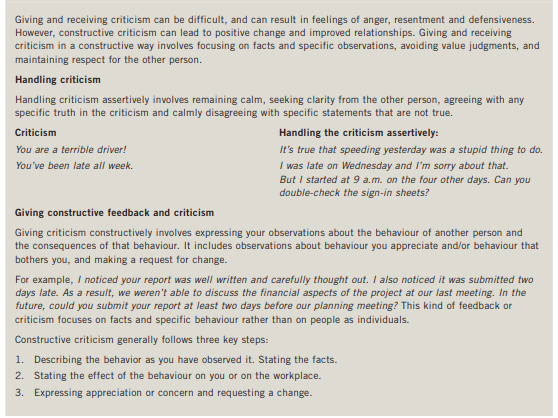 Giving and receiving criticism can be difficult, and can result in feelings of anger, resentment and defensiveness.
However, constructive criticism can lead to positive change and improved relationships. Giving and receiving
criticism in a constructive way involves focusing on facts and specific observations, avoiding value judgments, and
maintaining respect for the other person.
Handling criticism
Handling criticism assertively involves remaining calm, seeking clarity from the other person, agreeing with any
specific truth in the criticism and calmly disagreeing with specific statements that are not true.
Criticism Handling the criticism assertively:
You are a terrible driver! It's true that speeding yesterday was a stupid thing to do.
You've been late all week. I was late on Wednesday and I'm sorry about that.
But I started at 9 a.m. on the four other days. Can you
double-check the sign-in sheets?
Giving constructive feedback and criticism
Giving criticism constructively involves expressing your observations about the behaviour of another person and
the consequences of that behaviour. It includes observations about behaviour you appreciate and/or behaviour that
bothers you, and making a request for change.
For example, I noticed your report was well written and carefully thought out. I also noticed it was submitted two
days late. As a result, we weren't able to discuss the financial aspects of the project at our last meeting. In the
future, could you submit your report at least two days before our planning meeting? This kind of feedback or
criticism focuses on facts and specific behaviour rather than on people as individuals.
Constructive criticism generally follows three key steps:
1. Describing the behavior as you have observed it. Stating the facts.
2. Stating the effect of the behaviour on you or on the workplace.
3. Expressing appreciation or concern and requesting a change.